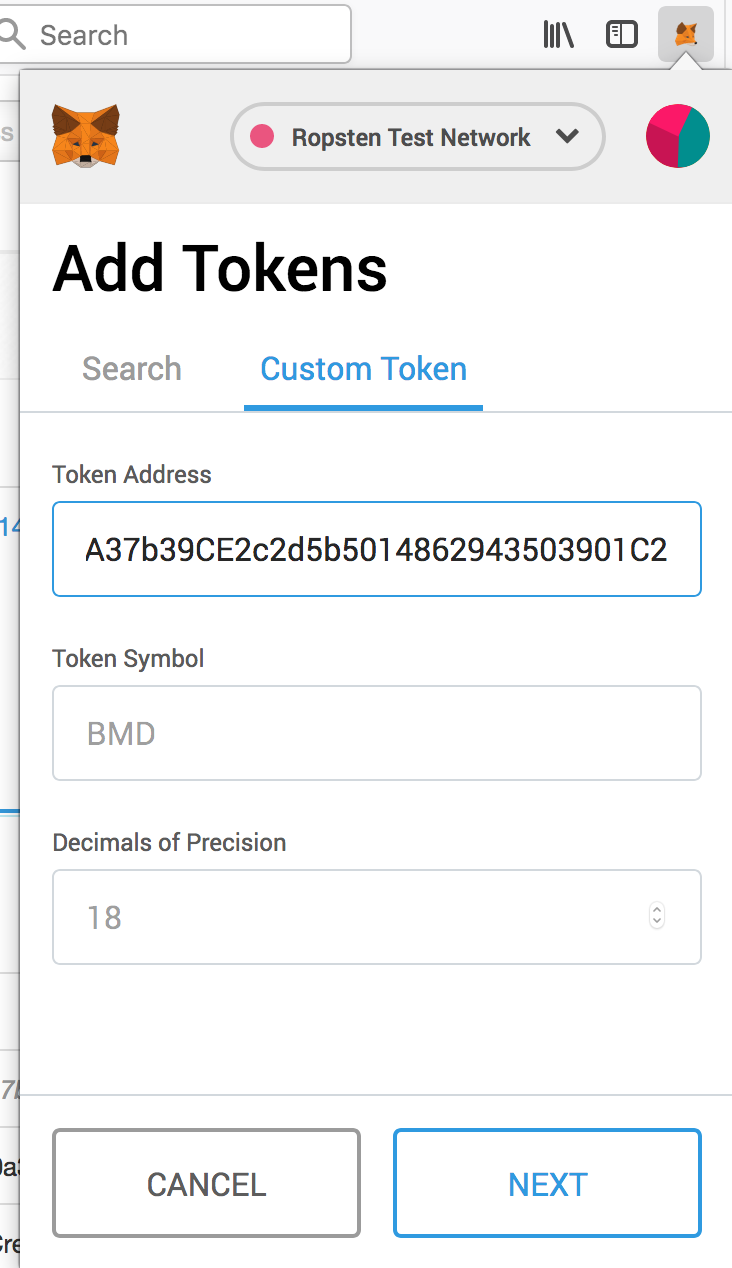 Search
Ropsten Test Network
Add Tokens
Search
Custom Token
Token Address
A37b39CE2c2d5b5014862943503901C2
Token Symbol
BMD
Decimals of Precision
18
CANCEL
NEXT